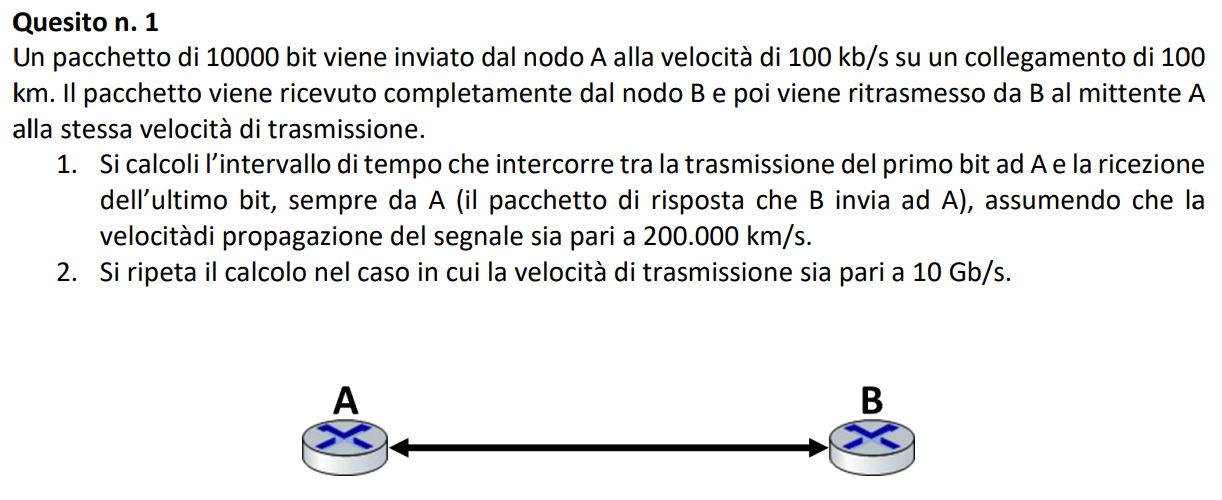 Quesito n. 1
Un pacchetto di 10000 bit viene inviato dal nodo A alla velocità di 100 kb/s su un collegamento di 100
km. Il pacchetto viene ricevuto completamente dal nodo B e poi viene ritrasmesso da B al mittente A
alla stessa velocità di trasmissione.
1. Si calcoli l’intervallo di tempo che intercorre tra la trasmissione del primo bit ad A e la ricezione
dell’ultimo bit, sempre da A (il pacchetto di risposta che B invia ad A), assumendo che la
velocitàdi propagazione del segnale sia pari a 200.000 km/s.
2. Si ripeta il calcolo nel caso in cui la velocità di trasmissione sia pari a 10 Gb/s.
A B